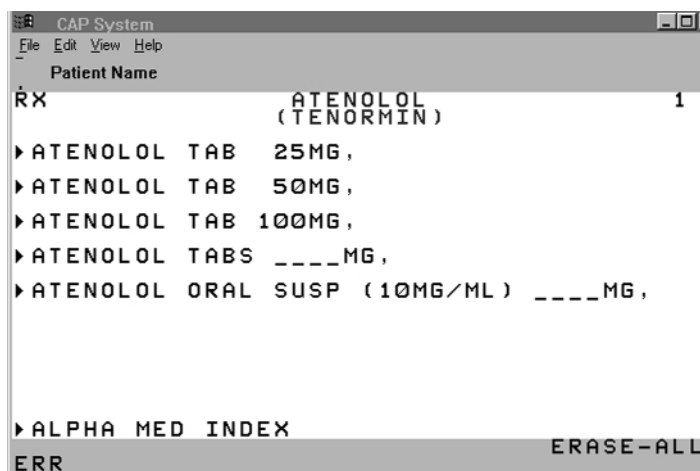 CAP System
File Edit View Help
Patient Name
RX ATENOLOL 1
(TENORMIN)
ATENOLOL TAB 25MG,
ATENOLOL TAB 50MG,
ATENOLOL TAB 100MG,
ATENOLOL TABS ____MG,
ATENOLOL ORAL SUSP (10MG/ML) ____MG,
ALPHA MED INDEX
ERASE-ALL
ERR